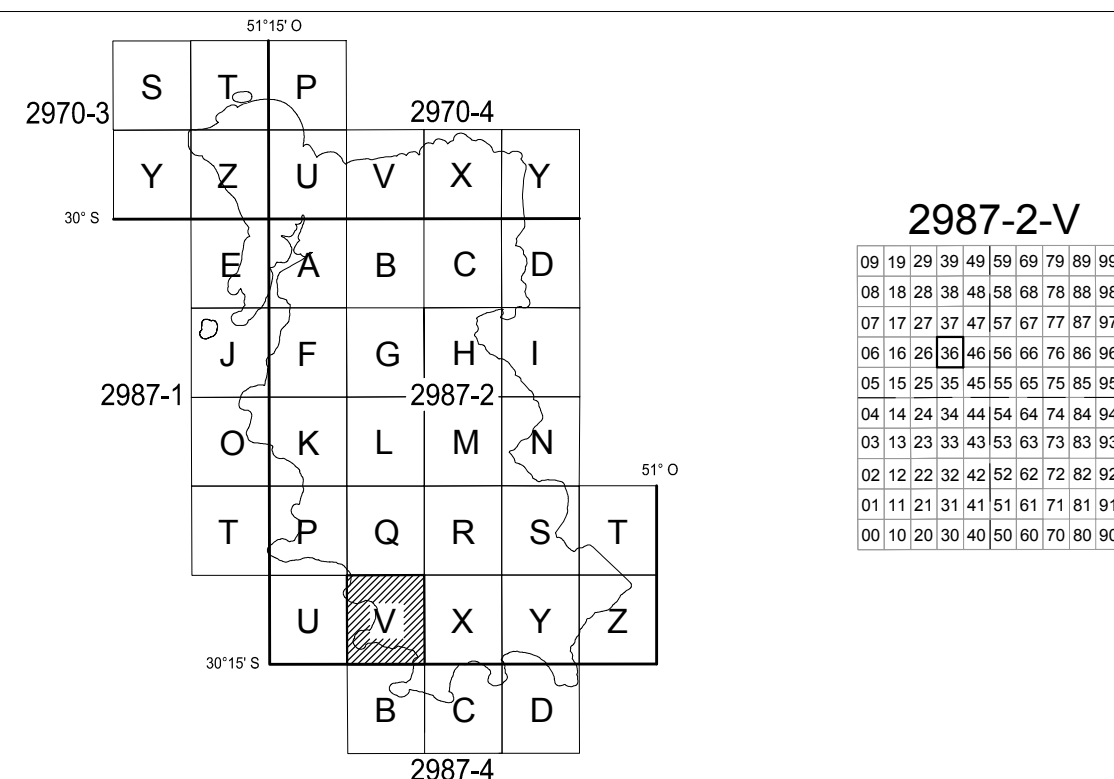 51°15' O
S T P
2970-3 2970-4
Y Z U V X Y
30° S
E A B C D
J F G H I
2987-1 2987-2
O K L M N
51° O
T P Q R S T
U V X Y Z
30°15' S
B C D
2987-4
2987-2-V
09 19 29 39 49 59 69 79 89 99
08 18 28 38 48 58 68 78 88 98
07 17 27 37 47 57 67 77 87 97
06 16 26 36 46 56 66 76 86 96
05 15 25 35 45 55 65 75 85 95
04 14 24 34 44 54 64 74 84 94
03 13 23 33 43 53 63 73 83 93
02 12 22 32 42 52 62 72 82 92
01 11 21 31 41 51 61 71 81 91
00 10 20 30 40 50 60 70 80 90